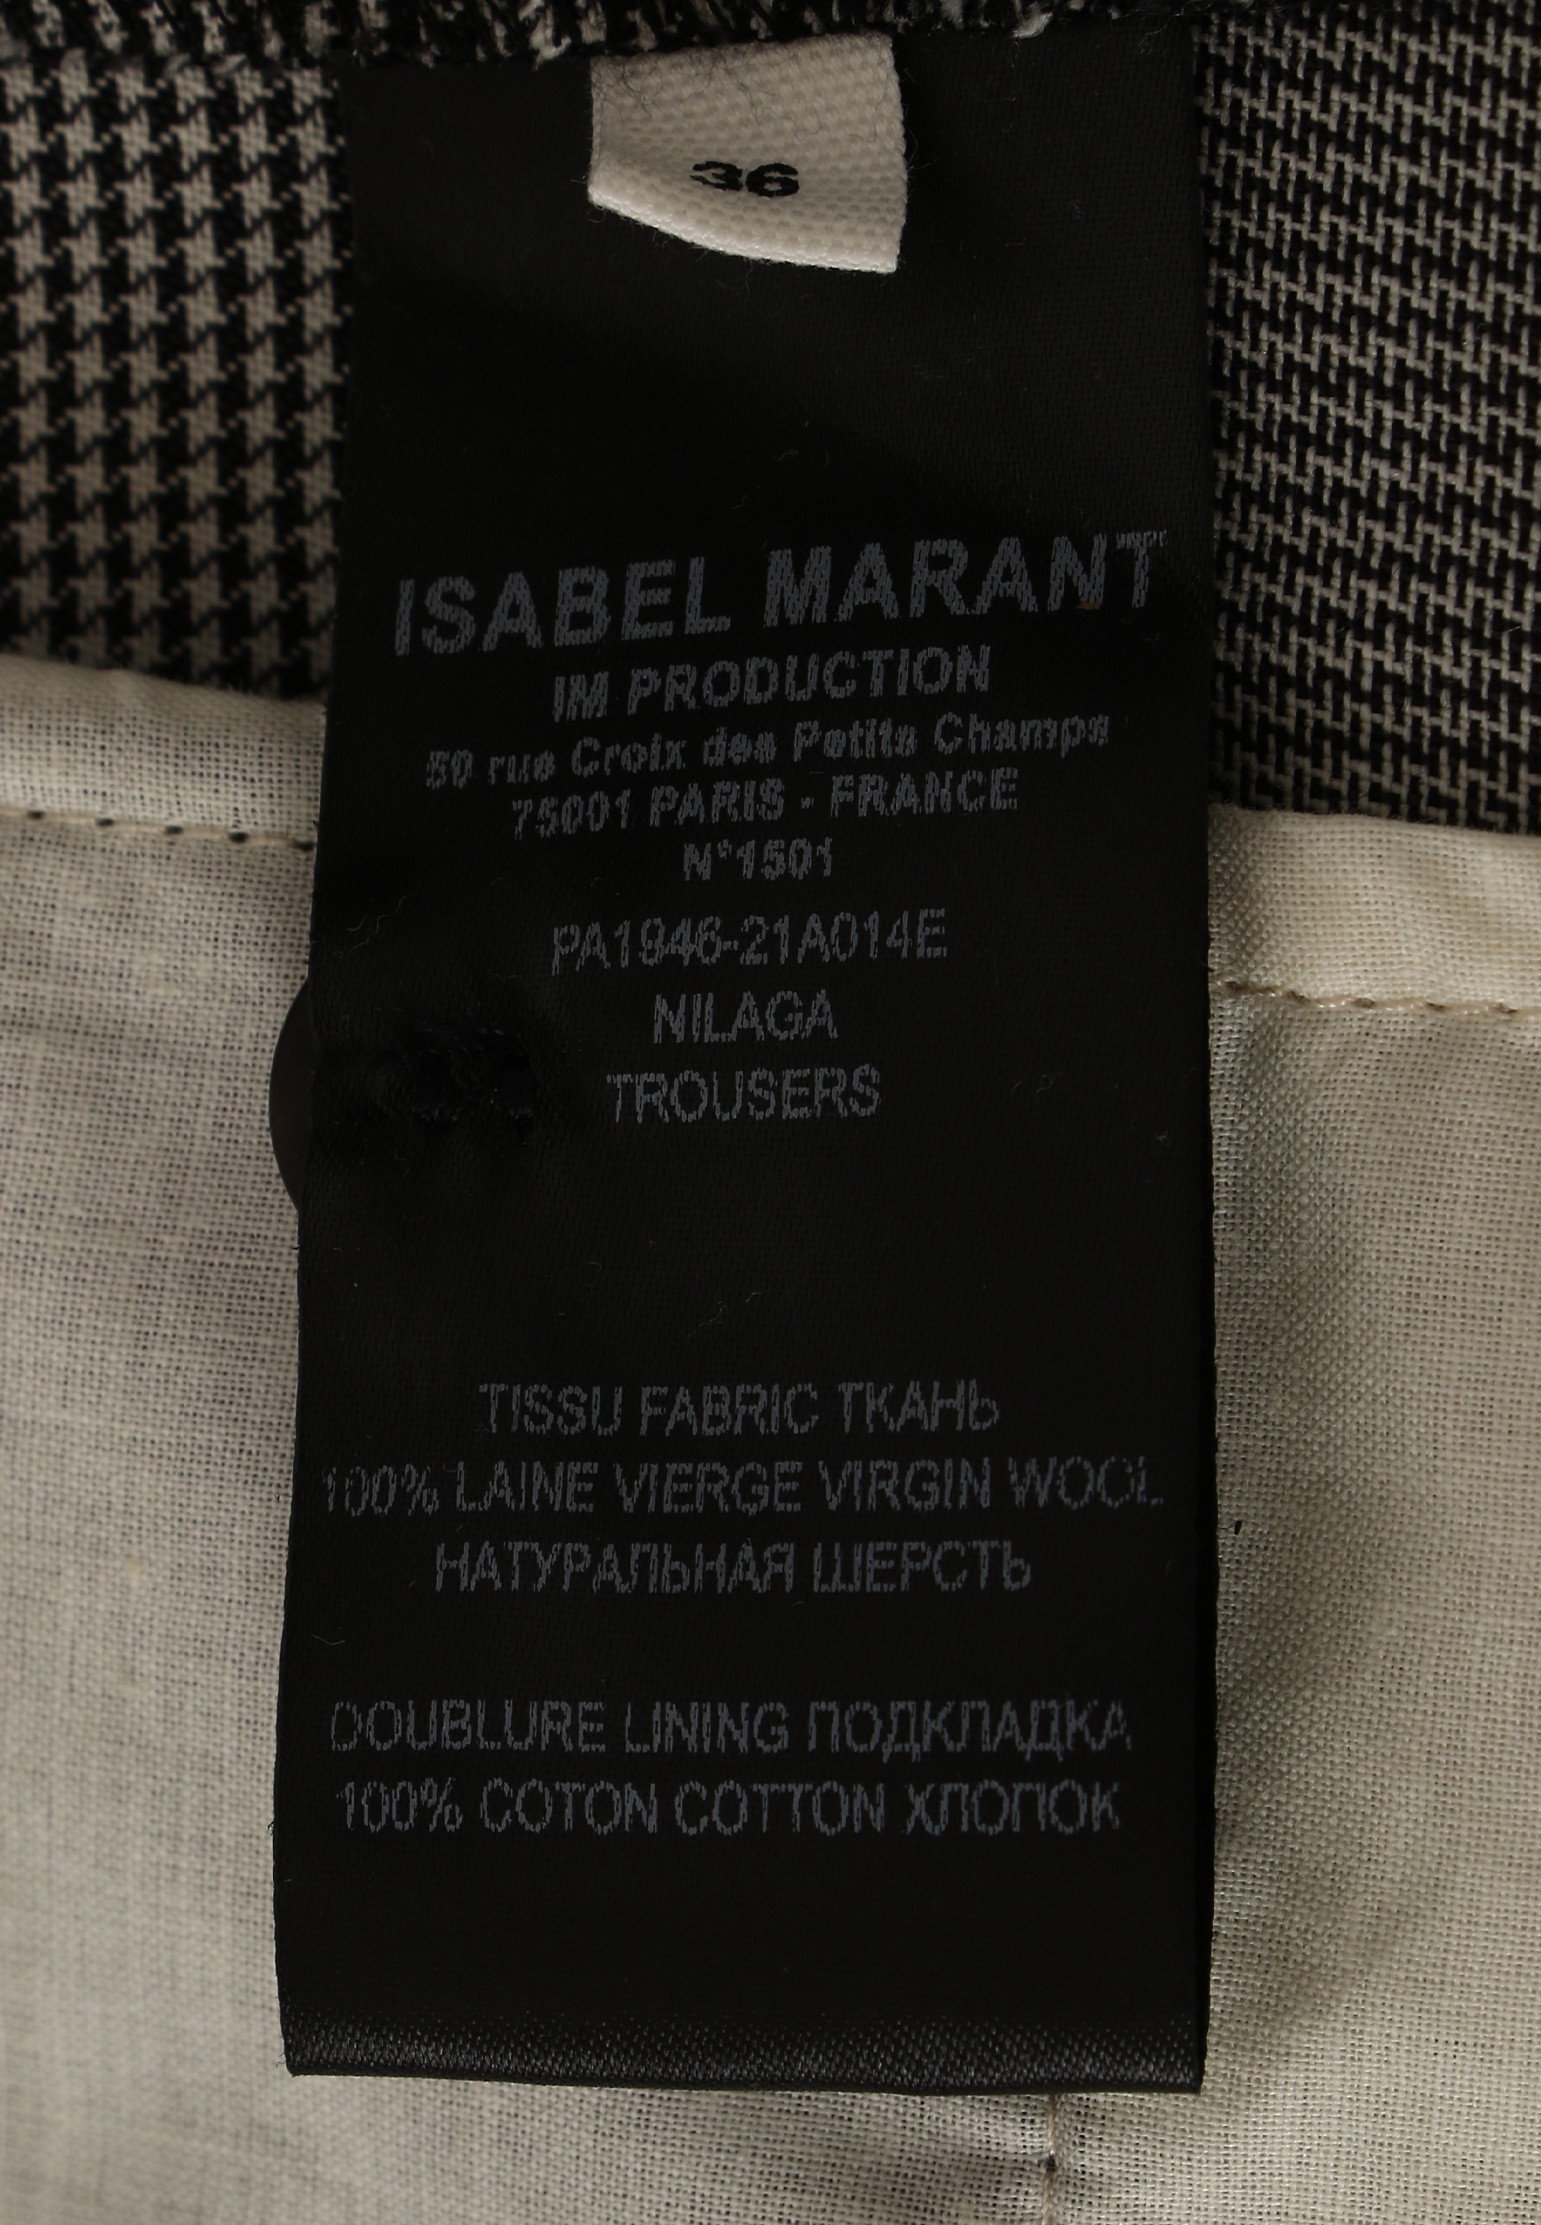 36
ISABEL MARANT
IM PRODUCTION
50 rue Croix des Petits Champs
75001 PARIS - FRANCE
N°1501
PA1946-21A014E
NILAGA
TROUSERS
TISSU FABRIC ТКАНЬ
100% LAINE VIERGE VIRGIN WOOL
НАТУРАЛЬНАЯ ШЕРСТЬ
DOUBLURE LINING ПОДКЛАДКА
100% COTON COTTON ХЛОПОК